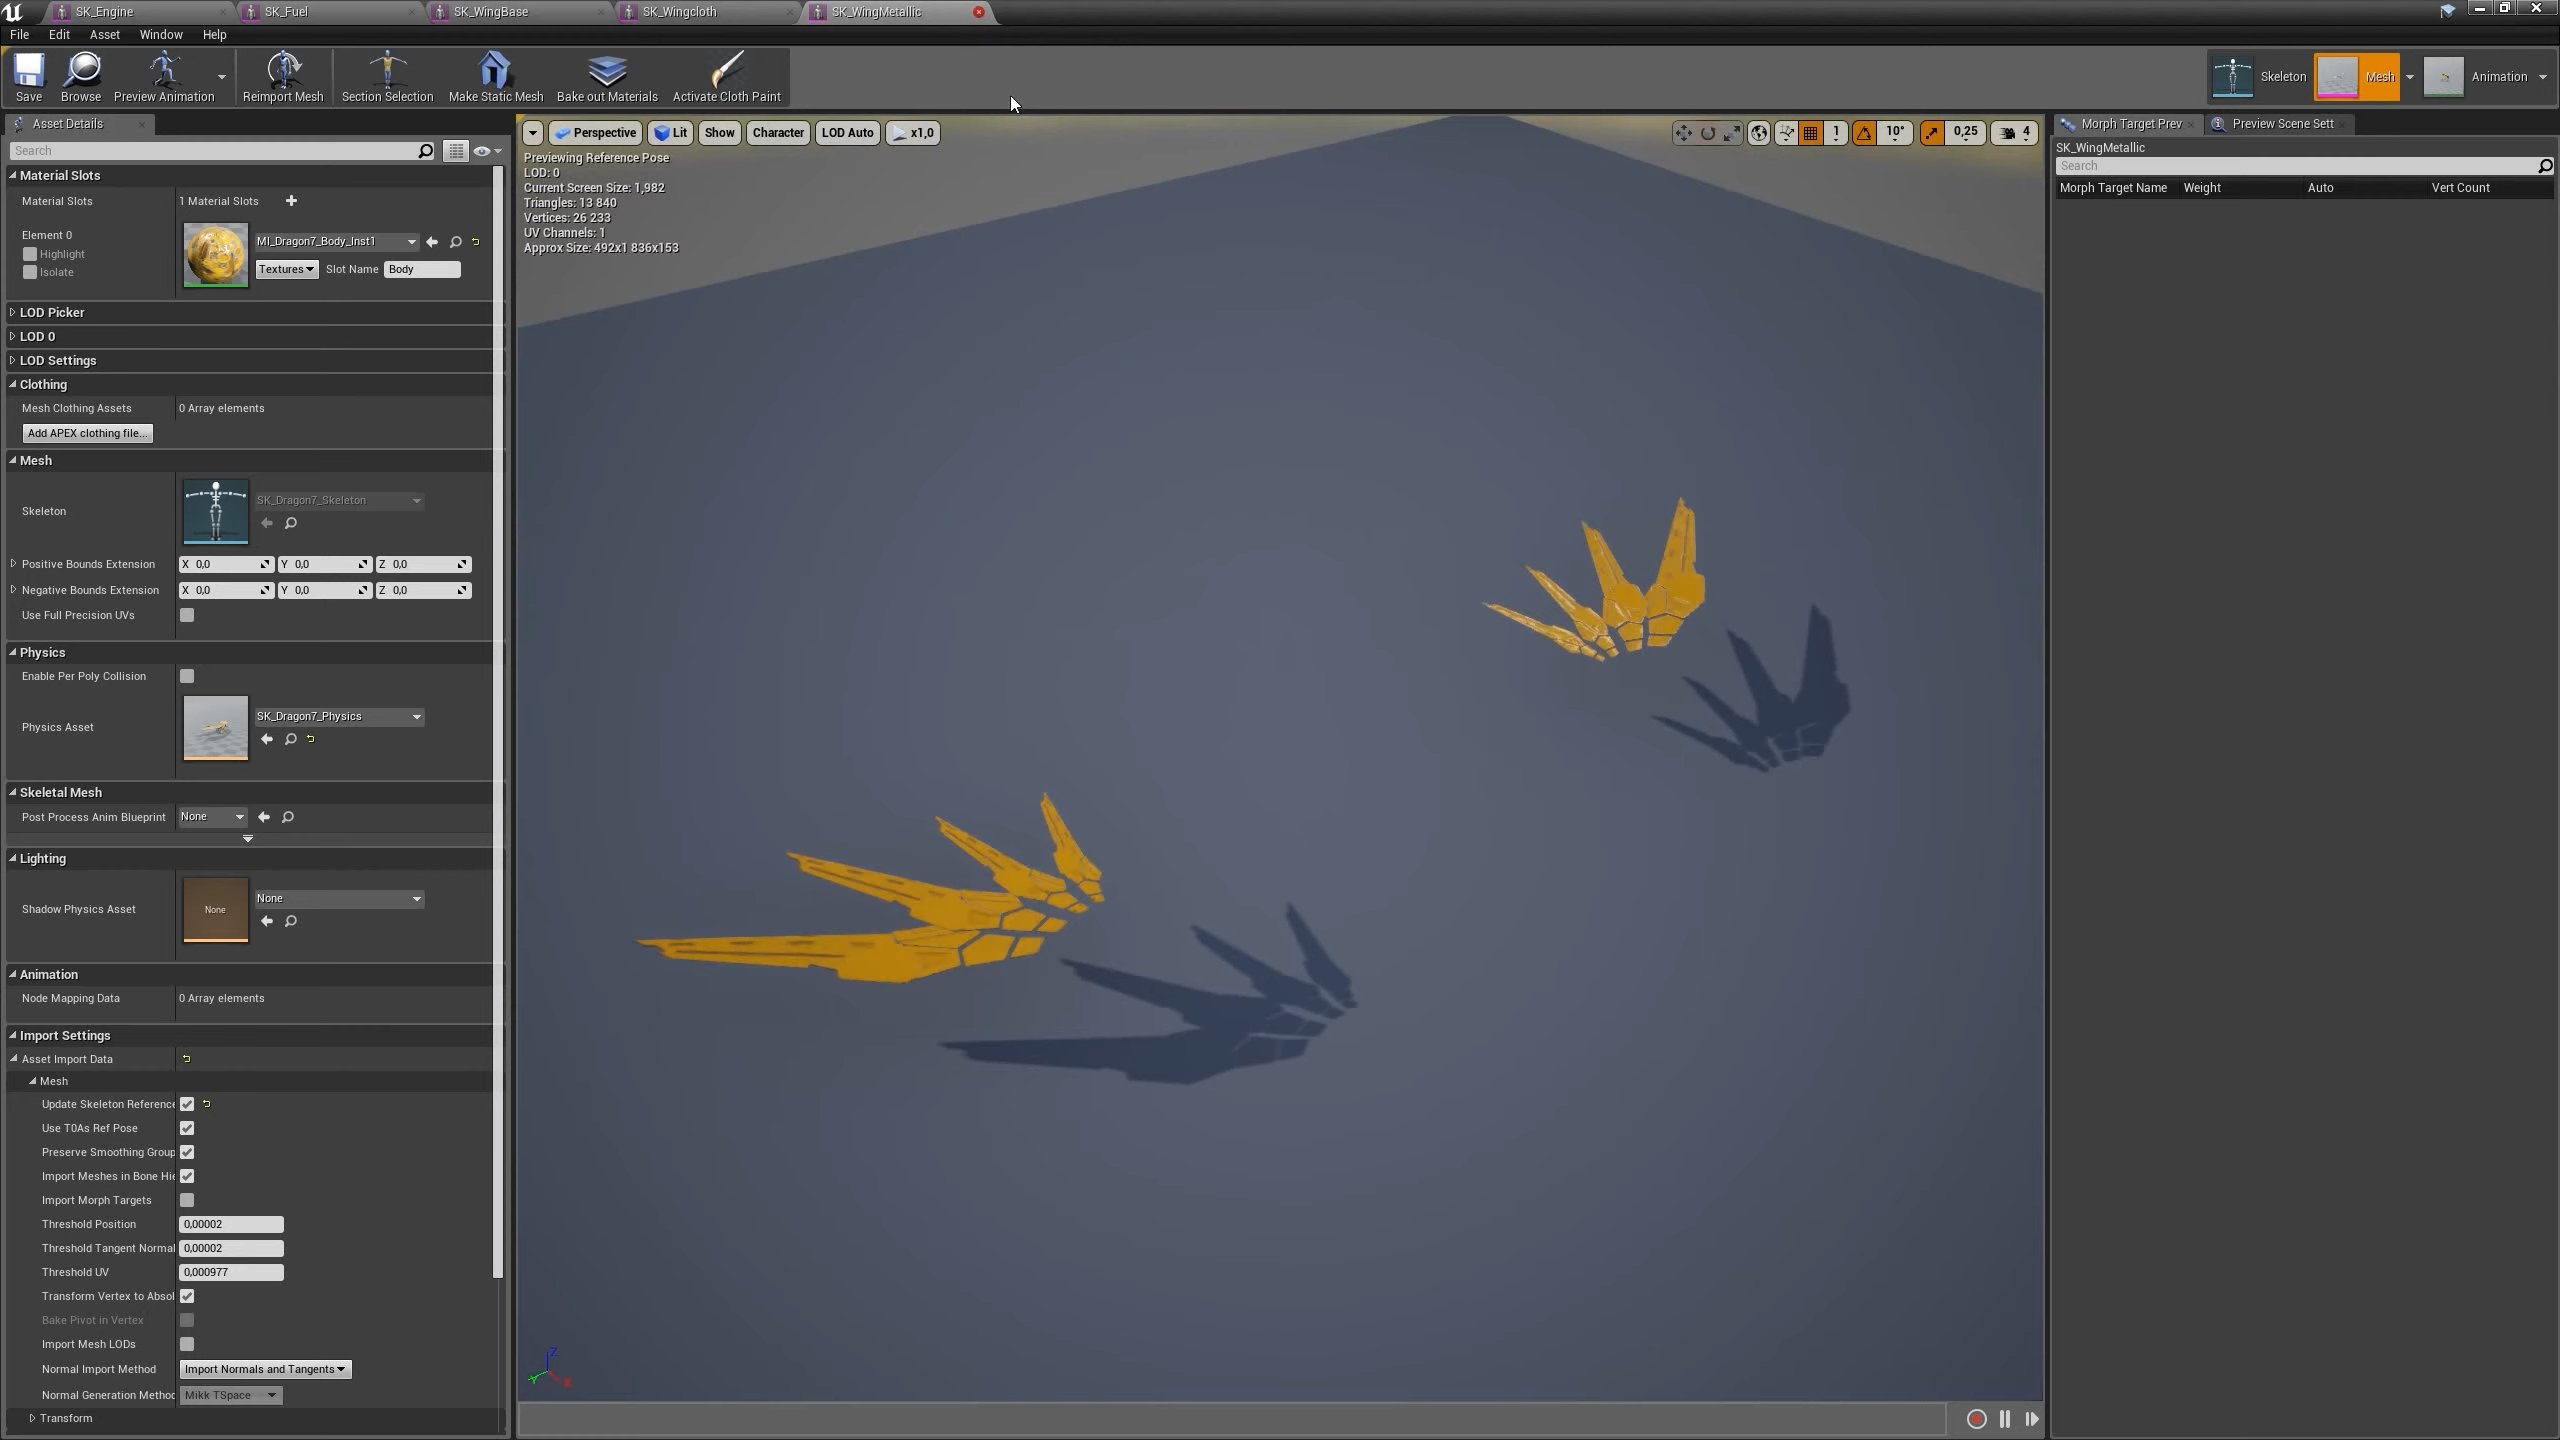 SK_Engine SK_Fuel SK_WingBase SK_Wingcloth SK_WingMetallic
File Edit Asset Window Help
Save Browse Preview Animation Reimport Mesh Section Selection Make Static Mesh Bake out Materials Activate Cloth Paint Skeleton Mesh Animation
Asset Details
Search
Material Slots
Material Slots 1 Material Slots
Element 0
Highlight
Isolate
MI_Dragon7_Body_Inst1
Textures Slot Name Body
LOD Picker
LOD 0
LOD Settings
Clothing
Mesh Clothing Assets 0 Array elements
Add APEX clothing file...
Mesh
Skeleton SK_Dragon7_Skeleton
Positive Bounds Extension X 0,0 Y 0,0 Z 0,0
Negative Bounds Extension X 0,0 Y 0,0 Z 0,0
Use Full Precision UVs
Physics
Enable Per Poly Collision
Physics Asset SK_Dragon7_Physics
Skeletal Mesh
Post Process Anim Blueprint None
Lighting
Shadow Physics Asset None None
Animation
Node Mapping Data 0 Array elements
Import Settings
Asset Import Data
Mesh
Update Skeleton Reference
Use T0As Ref Pose
Preserve Smoothing Group
Import Meshes in Bone Hie
Import Morph Targets
Threshold Position 0,00002
Threshold Tangent Normal 0,00002
Threshold UV 0,000977
Transform Vertex to Absol
Bake Pivot in Vertex
Import Mesh LODs
Normal Import Method Import Normals and Tangents
Normal Generation Method Mikk TSpace
Transform
Perspective Lit Show Character LOD Auto x1,0 1 10° 0,25 4
Previewing Reference Pose
LOD: 0
Current Screen Size: 1,982
Triangles: 13 840
Vertices: 26 233
UV Channels: 1
Approx Size: 492x1 836x153
Z
Y
X
Morph Target Prev Preview Scene Sett
SK_WingMetallic
Search
Morph Target Name Weight Auto Vert Count